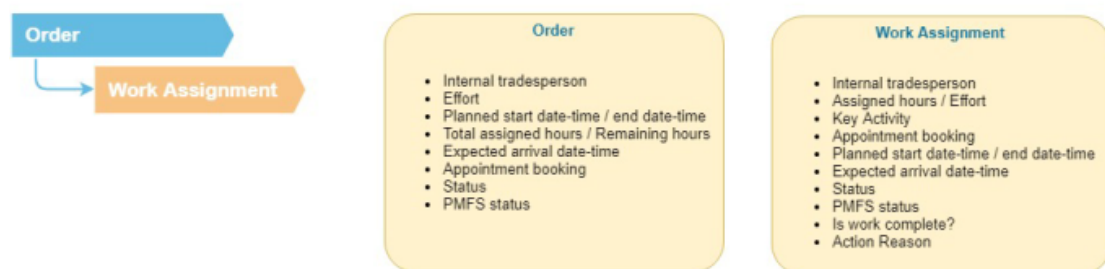 Order
Work Assignment
Order
• Internal tradesperson
• Effort
• Planned start date-time / end date-time
• Total assigned hours / Remaining hours
• Expected arrival date-time
• Appointment booking
• Status
• PMFS status
Work Assignment
• Internal tradesperson
• Assigned hours / Effort
• Key Activity
• Appointment booking
• Planned start date-time / end date-time
• Expected arrival date-time
• Status
• PMFS status
• Is work complete?
• Action Reason